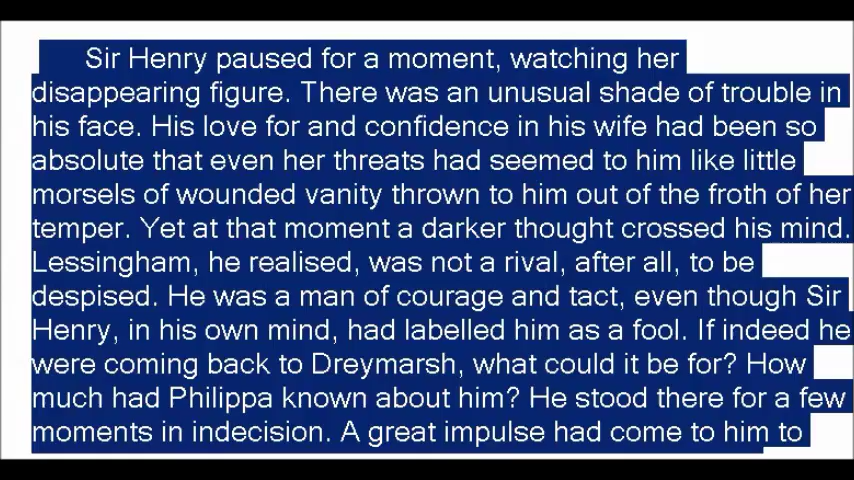 Sir Henry paused for a moment, watching her
disappearing figure. There was an unusual shade of trouble in
his face. His love for and confidence in his wife had been so
absolute that even her threats had seemed to him like little
morsels of wounded vanity thrown to him out of the froth of her
temper. Yet at that moment a darker thought crossed his mind.
Lessingham, he realised, was not a rival, after all, to be
despised. He was a man of courage and tact, even though Sir
Henry, in his own mind, had labelled him as a fool. If indeed he
were coming back to Dreymarsh, what could it be for? How
much had Philippa known about him? He stood there for a few
moments in indecision. A great impulse had come to him to